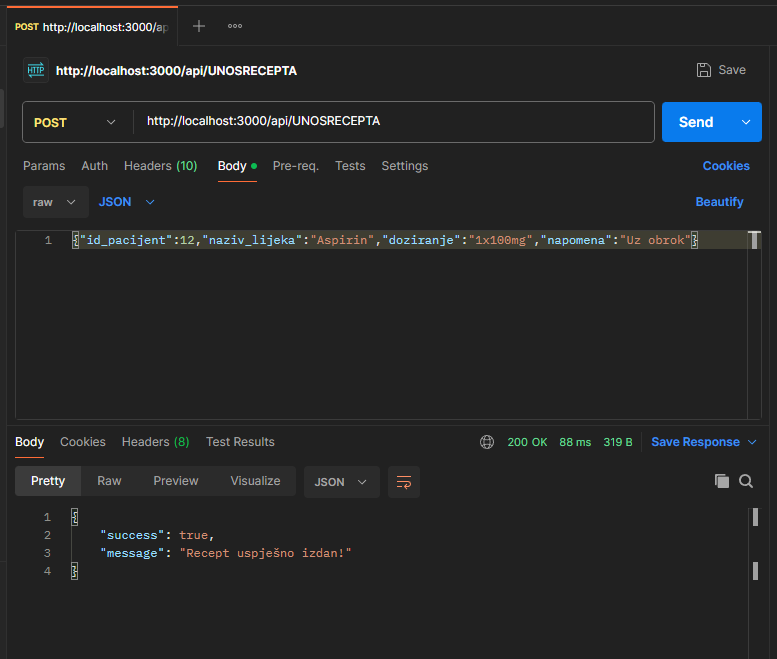 POST http://localhost:3000/ap
HTTP http://localhost:3000/api/UNOSRECEPTA Save
POST http://localhost:3000/api/UNOSRECEPTA Send
Params Auth Headers (10) Body Pre-req. Tests Settings Cookies
raw JSON Beautify
1 {"id_pacijent":12,"naziv_lijeka":"Aspirin","doziranje":"1x100mg","napomena":"Uz obrok"}
Body Cookies Headers (8) Test Results 200 OK 88 ms 319 B Save Response
Pretty Raw Preview Visualize JSON
1 {
2 "success": true,
3 "message": "Recept uspješno izdan!"
4 }